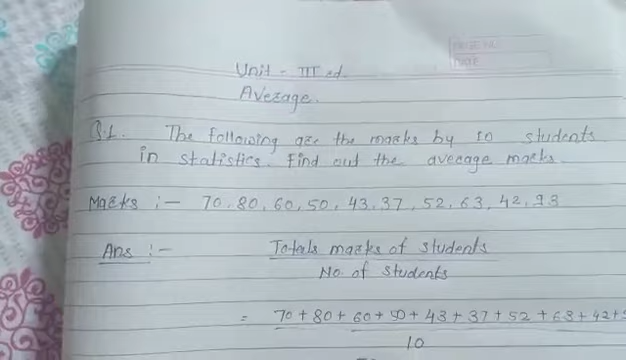 Unit - III rd.
Average.
Q.1. The following are the marks by 10 students
in statistics. Find out the average marks.
Marks :- 70, 80, 60, 50, 43, 37, 52, 63, 42, 93
Ans :- Totals marks of students
No. of students
= 70 + 80 + 60 + 50 + 43 + 37 + 52 + 63 + 42 +
10